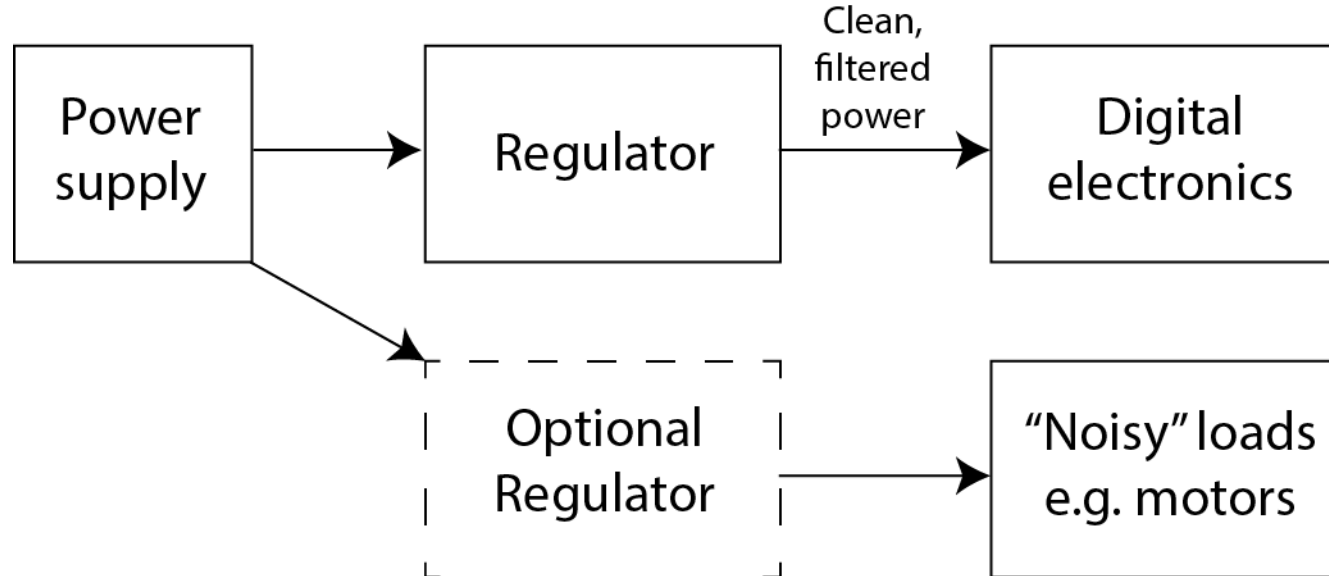 Power
supply
Regulator
Clean,
filtered
power
Digital
electronics
Optional
Regulator
“Noisy” loads
e.g. motors